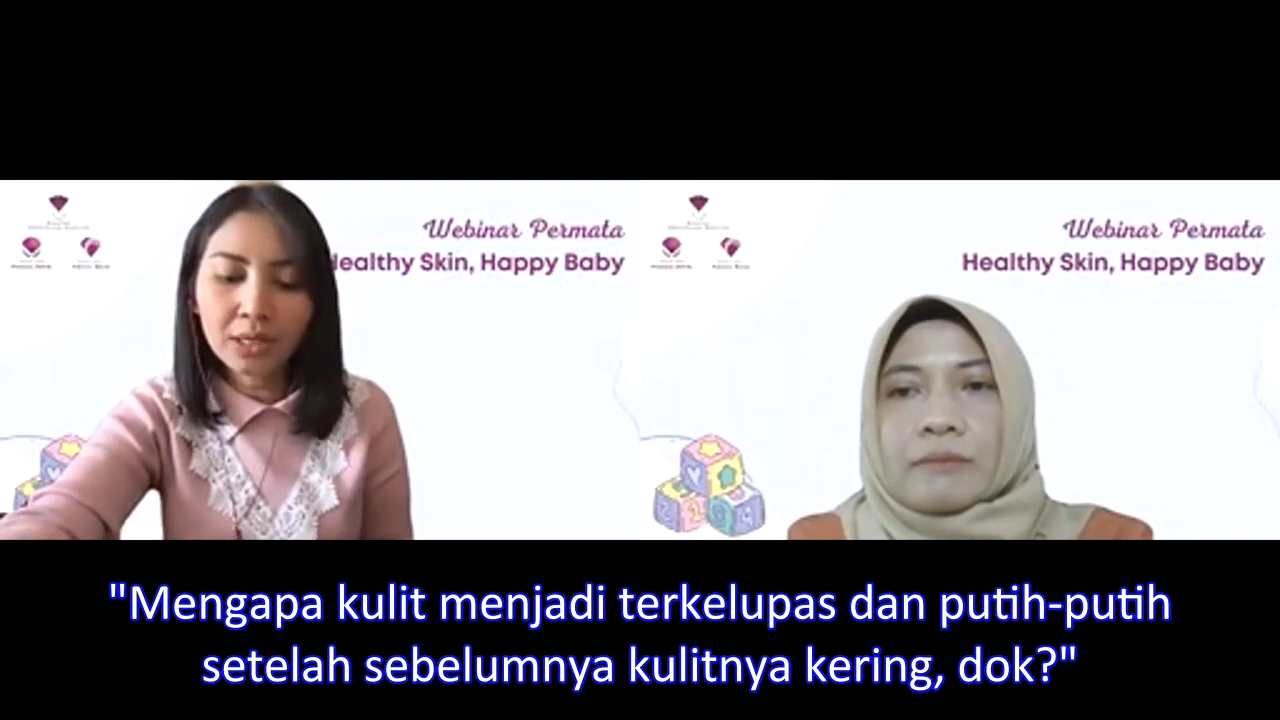 Webinar Permata
Healthy Skin, Happy Baby
Webinar Permata
Healthy Skin, Happy Baby
"Mengapa kulit menjadi terkelupas dan putih-putih
setelah sebelumnya kulitnya kering, dok?"